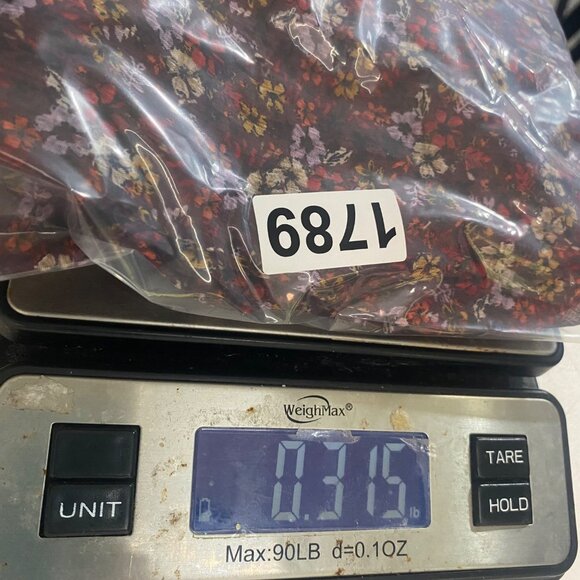 1789
WeighMax®
0.315 lb
UNIT
TARE
HOLD
Max:90LB d=0.1OZ